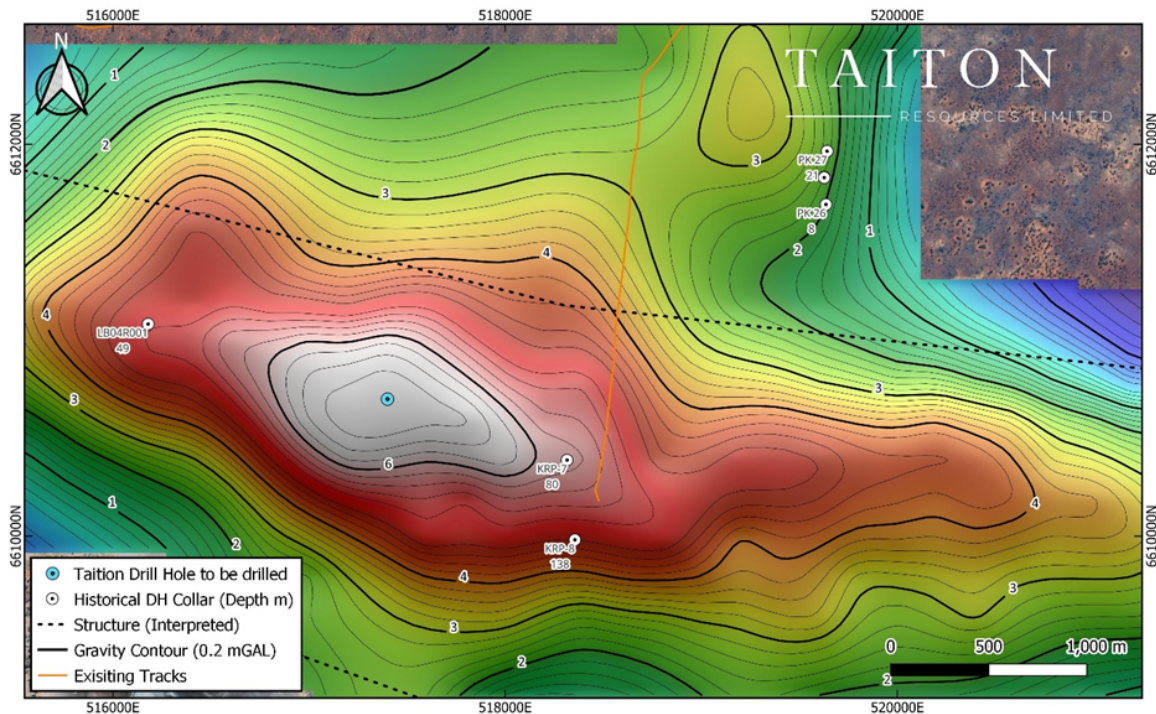 516000E
518000E
520000E
N
TAITON
RESOURCES LIMITED
6612000N
6612000N
1
2
3
3
PK 27
21
PK 26
8
1
2
4
4
LB04R001
49
3
3
6
KRP-7
80
4
1
2
KRP-8
138
6610000N
6610000N
4
3
3
2
2
Taition Drill Hole to be drilled
Historical DH Collar (Depth m)
Structure (Interpreted)
Gravity Contour (0.2 mGAL)
Exisiting Tracks
0 500 1,000 m
516000E
518000E
520000E